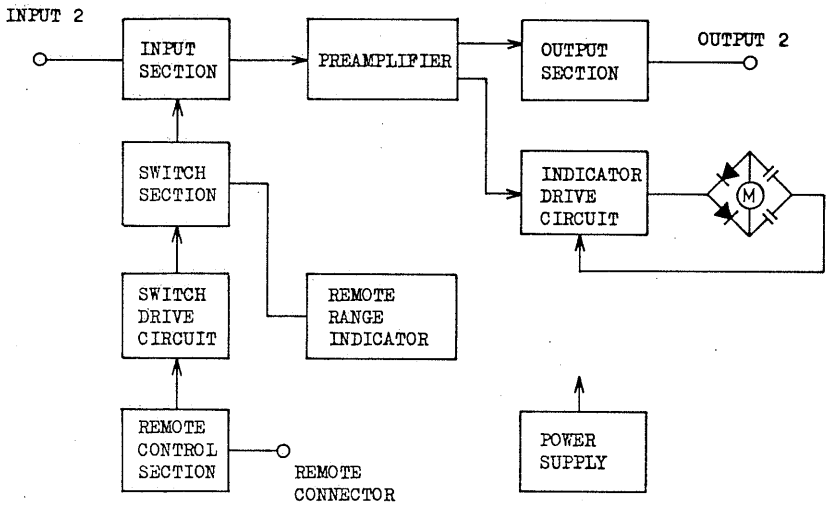 INPUT 2
INPUT
SECTION
PREAMPLIFIER
OUTPUT
SECTION
OUTPUT 2
SWITCH
SECTION
INDICATOR
DRIVE
CIRCUIT
M
SWITCH
DRIVE
CIRCUIT
REMOTE
RANGE
INDICATOR
REMOTE
CONTROL
SECTION
REMOTE
CONNECTOR
POWER
SUPPLY